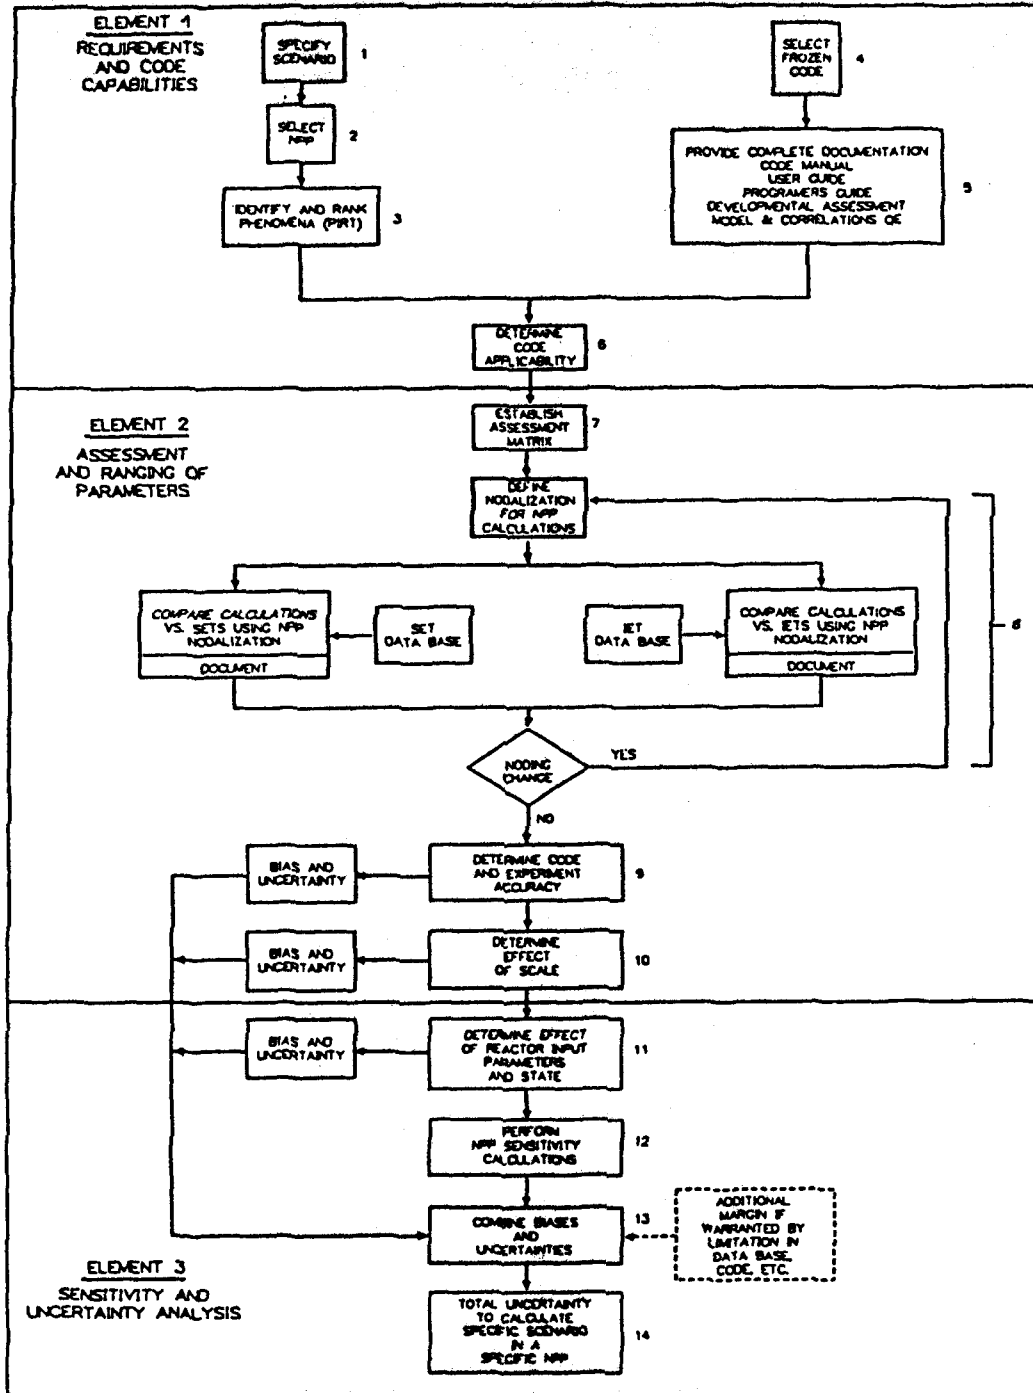 ELEMENT 1
REQUIREMENTS
AND CODE
CAPABILITIES
SPECIFY
SCENARIO
1
SELECT
NPP
2
IDENTIFY AND RANK
PHENOMENA (PIRT)
3
SELECT
FROZEN
CODE
4
PROVIDE COMPLETE DOCUMENTATION
CODE MANUAL
USER GUIDE
PROGRAMERS GUIDE
DEVELOPMENTAL ASSESSMENT
MODEL & CORRELATIONS QE
5
DETERMINE
CODE
APPLICABILITY
6
ELEMENT 2
ASSESSMENT
AND RANGING OF
PARAMETERS
ESTABLISH
ASSESSMENT
MATRIX
7
DEFINE
NODALIZATION
FOR NPP
CALCULATIONS
COMPARE CALCULATIONS
VS. SETS USING NPP
NODALIZATION
DOCUMENT
SET
DATA BASE
IET
DATA BASE
COMPARE CALCULATIONS
VS. IETS USING NPP
NODALIZATION
DOCUMENT
8
NODING
CHANGE
YES
NO
BIAS AND
UNCERTAINTY
DETERMINE CODE
AND EXPERIMENT
ACCURACY
9
BIAS AND
UNCERTAINTY
DETERMINE
EFFECT
OF SCALE
10
BIAS AND
UNCERTAINTY
DETERMINE EFFECT
OF REACTOR INPUT
PARAMETERS
AND STATE
11
PERFORM
NPP SENSITIVITY
CALCULATIONS
12
COMBINE BIASES
AND
UNCERTAINTIES
13
ADDITIONAL
MARGIN IF
WARRANTED BY
LIMITATION IN
DATA BASE,
CODE, ETC.
ELEMENT 3
SENSITIVITY AND
UNCERTAINTY ANALYSIS
TOTAL UNCERTAINTY
TO CALCULATE
SPECIFIC SCENARIO
IN A
SPECIFIC NPP
14